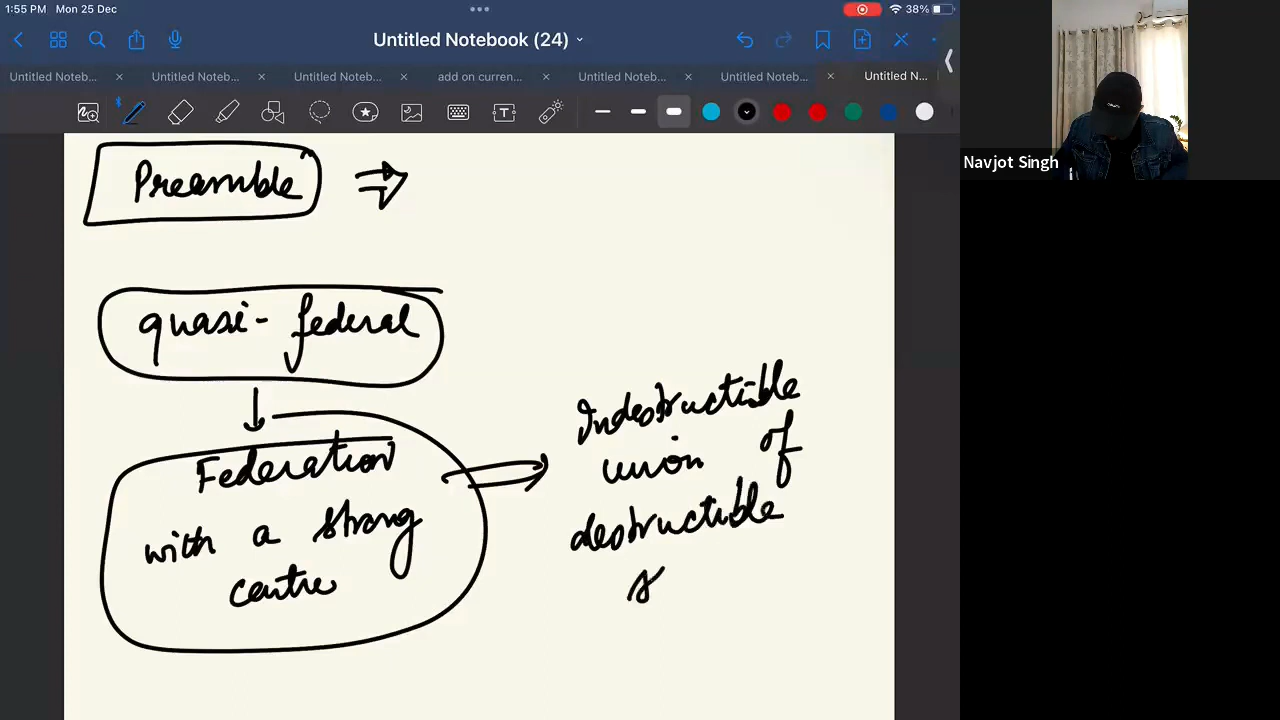 1:55 PM Mon 25 Dec
38%
Untitled Notebook (24)
Untitled Noteb...
Untitled Noteb...
Untitled Noteb...
add on curren...
Untitled Noteb...
Untitled Noteb...
Untitled N...
Navjot Singh
Preamble
quasi-federal
Federation
with a strong
centre
Indestructible
union of
destructible
s